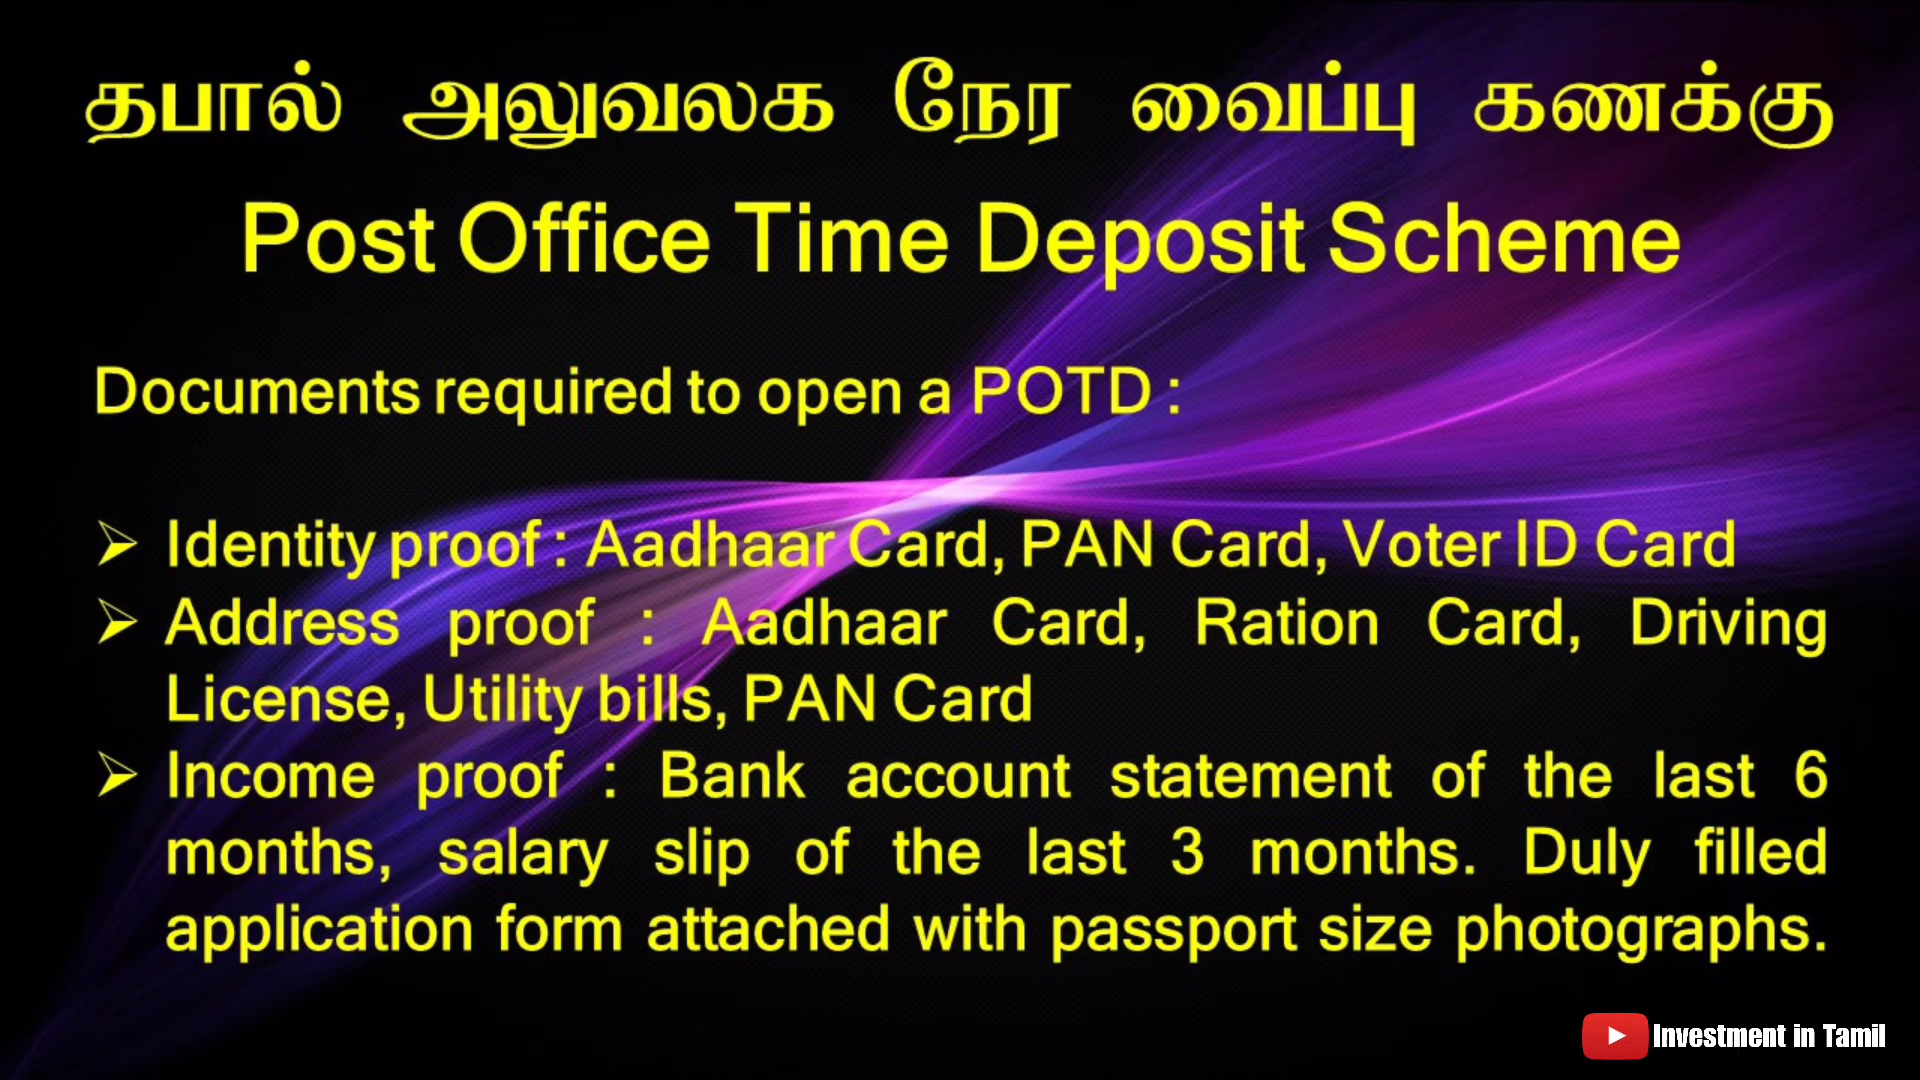 தபால் அலுவலக நேர வைப்பு கணக்கு
Post Office Time Deposit Scheme
Documents required to open a POTD :
➢ Identity proof : Aadhaar Card, PAN Card, Voter ID Card
➢ Address proof : Aadhaar Card, Ration Card, Driving
License, Utility bills, PAN Card
➢ Income proof : Bank account statement of the last 6
months, salary slip of the last 3 months. Duly filled
application form attached with passport size photographs.
Investment in Tamil